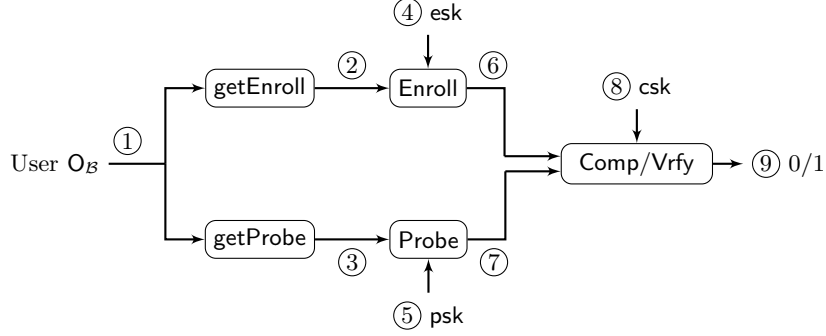 ④ esk
② ⑥
getEnroll Enroll
⑧ csk
①
User O_B Comp/Vrfy ⑨ 0/1
getProbe Probe
③ ⑦
⑤ psk